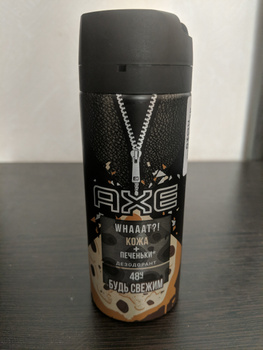 AXE
WHAAAT?!
КОЖА
+
ПЕЧЕНЬКИ
ДЕЗОДОРАНТ
48Ч
БУДЬ СВЕЖИМ